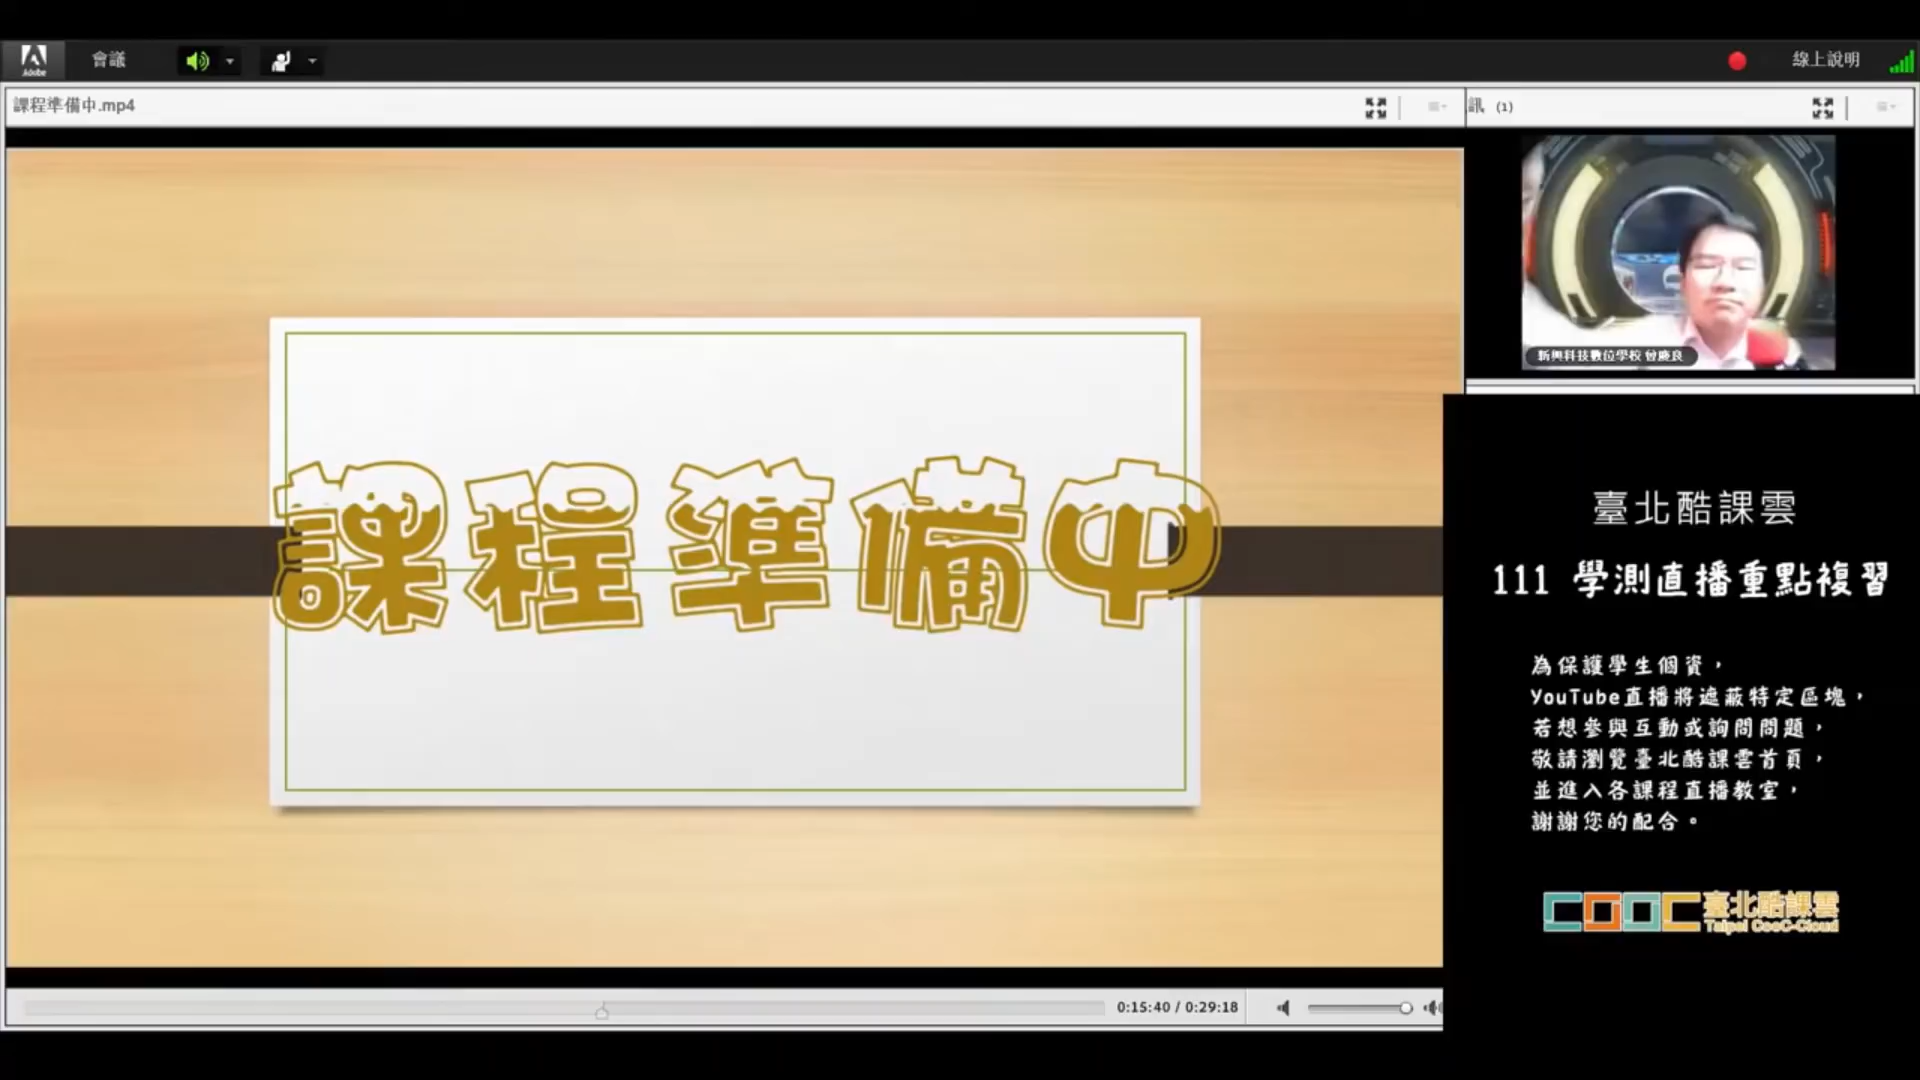 Adobe
會議
線上說明
課程準備中.mp4
訊 (1)
新興科技數位學校 曾慶良
課程準備中
臺北酷課雲
111 學測直播重點複習
為保護學生個資，
YouTube直播將遮蔽特定區塊，
若想參與互動或詢問問題，
敬請瀏覽臺北酷課雲首頁，
並進入各課程直播教室，
謝謝您的配合。
COOC 臺北酷課雲
Taipei CooC-Cloud
0:15:40 / 0:29:18